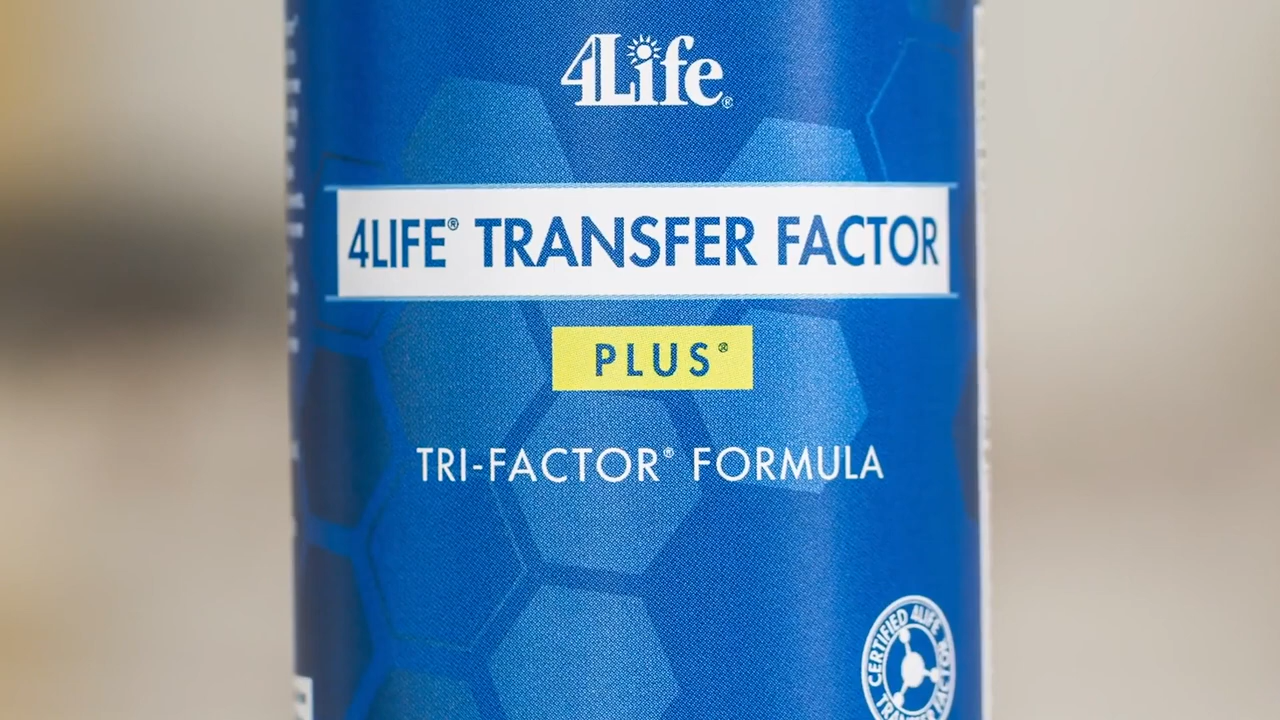 4Life®
4LIFE® TRANSFER FACTOR
PLUS®
TRI-FACTOR® FORMULA
CERTIFIED 4LIFE
TRANSFER FACTOR